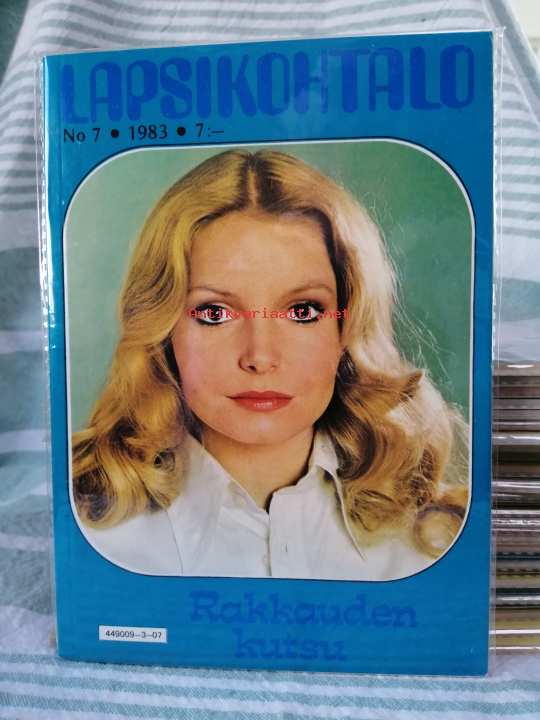 LAPSIKOHTALO
No 7 • 1983 • 7:—
Antikvariaatti.net
Rakkauden
kutsu
449009-3-07